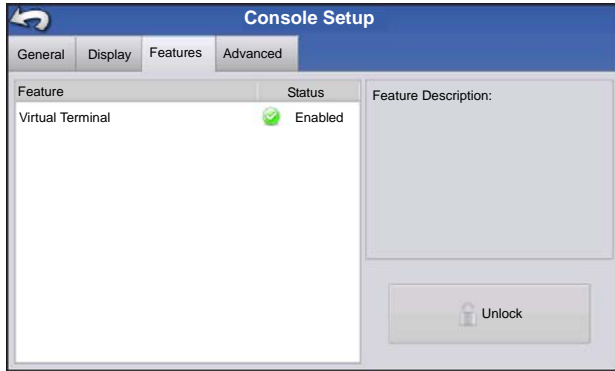 Console Setup
General Display Features Advanced
Feature Status
Virtual Terminal Enabled
Feature Description:
Unlock